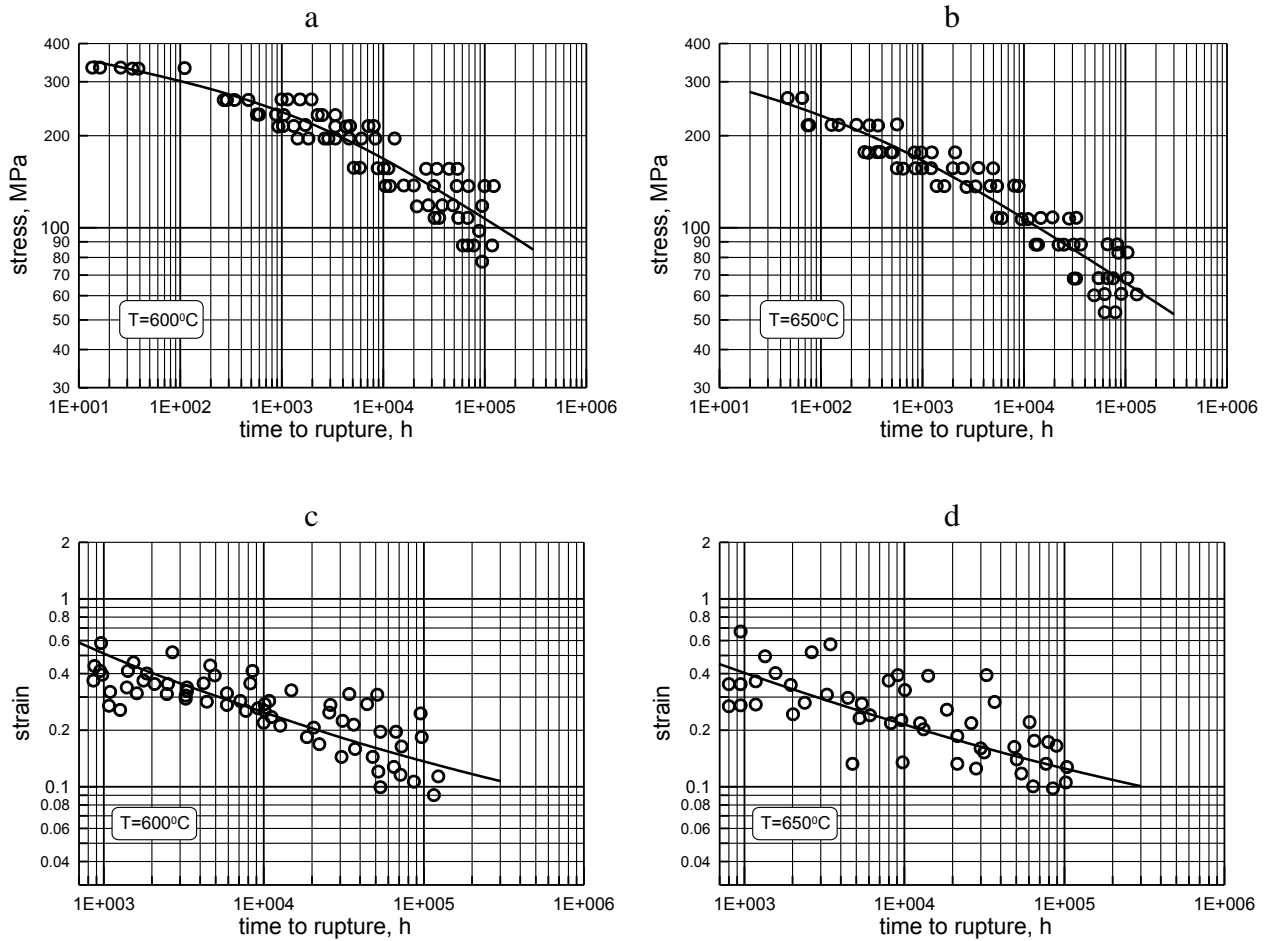 a
b
400
300
200
100
90
80
70
60
50
40
30
stress, MPa
T=600⁰C
1E+001 1E+002 1E+003 1E+004 1E+005 1E+006
time to rupture, h
400
300
200
100
90
80
70
60
50
40
30
stress, MPa
T=650⁰C
1E+001 1E+002 1E+003 1E+004 1E+005 1E+006
time to rupture, h
c
d
2
1
0.8
0.6
0.4
0.2
0.1
0.08
0.06
0.04
strain
T=600⁰C
1E+003 1E+004 1E+005 1E+006
time to rupture, h
2
1
0.8
0.6
0.4
0.2
0.1
0.08
0.06
0.04
strain
T=650⁰C
1E+003 1E+004 1E+005 1E+006
time to rupture, h